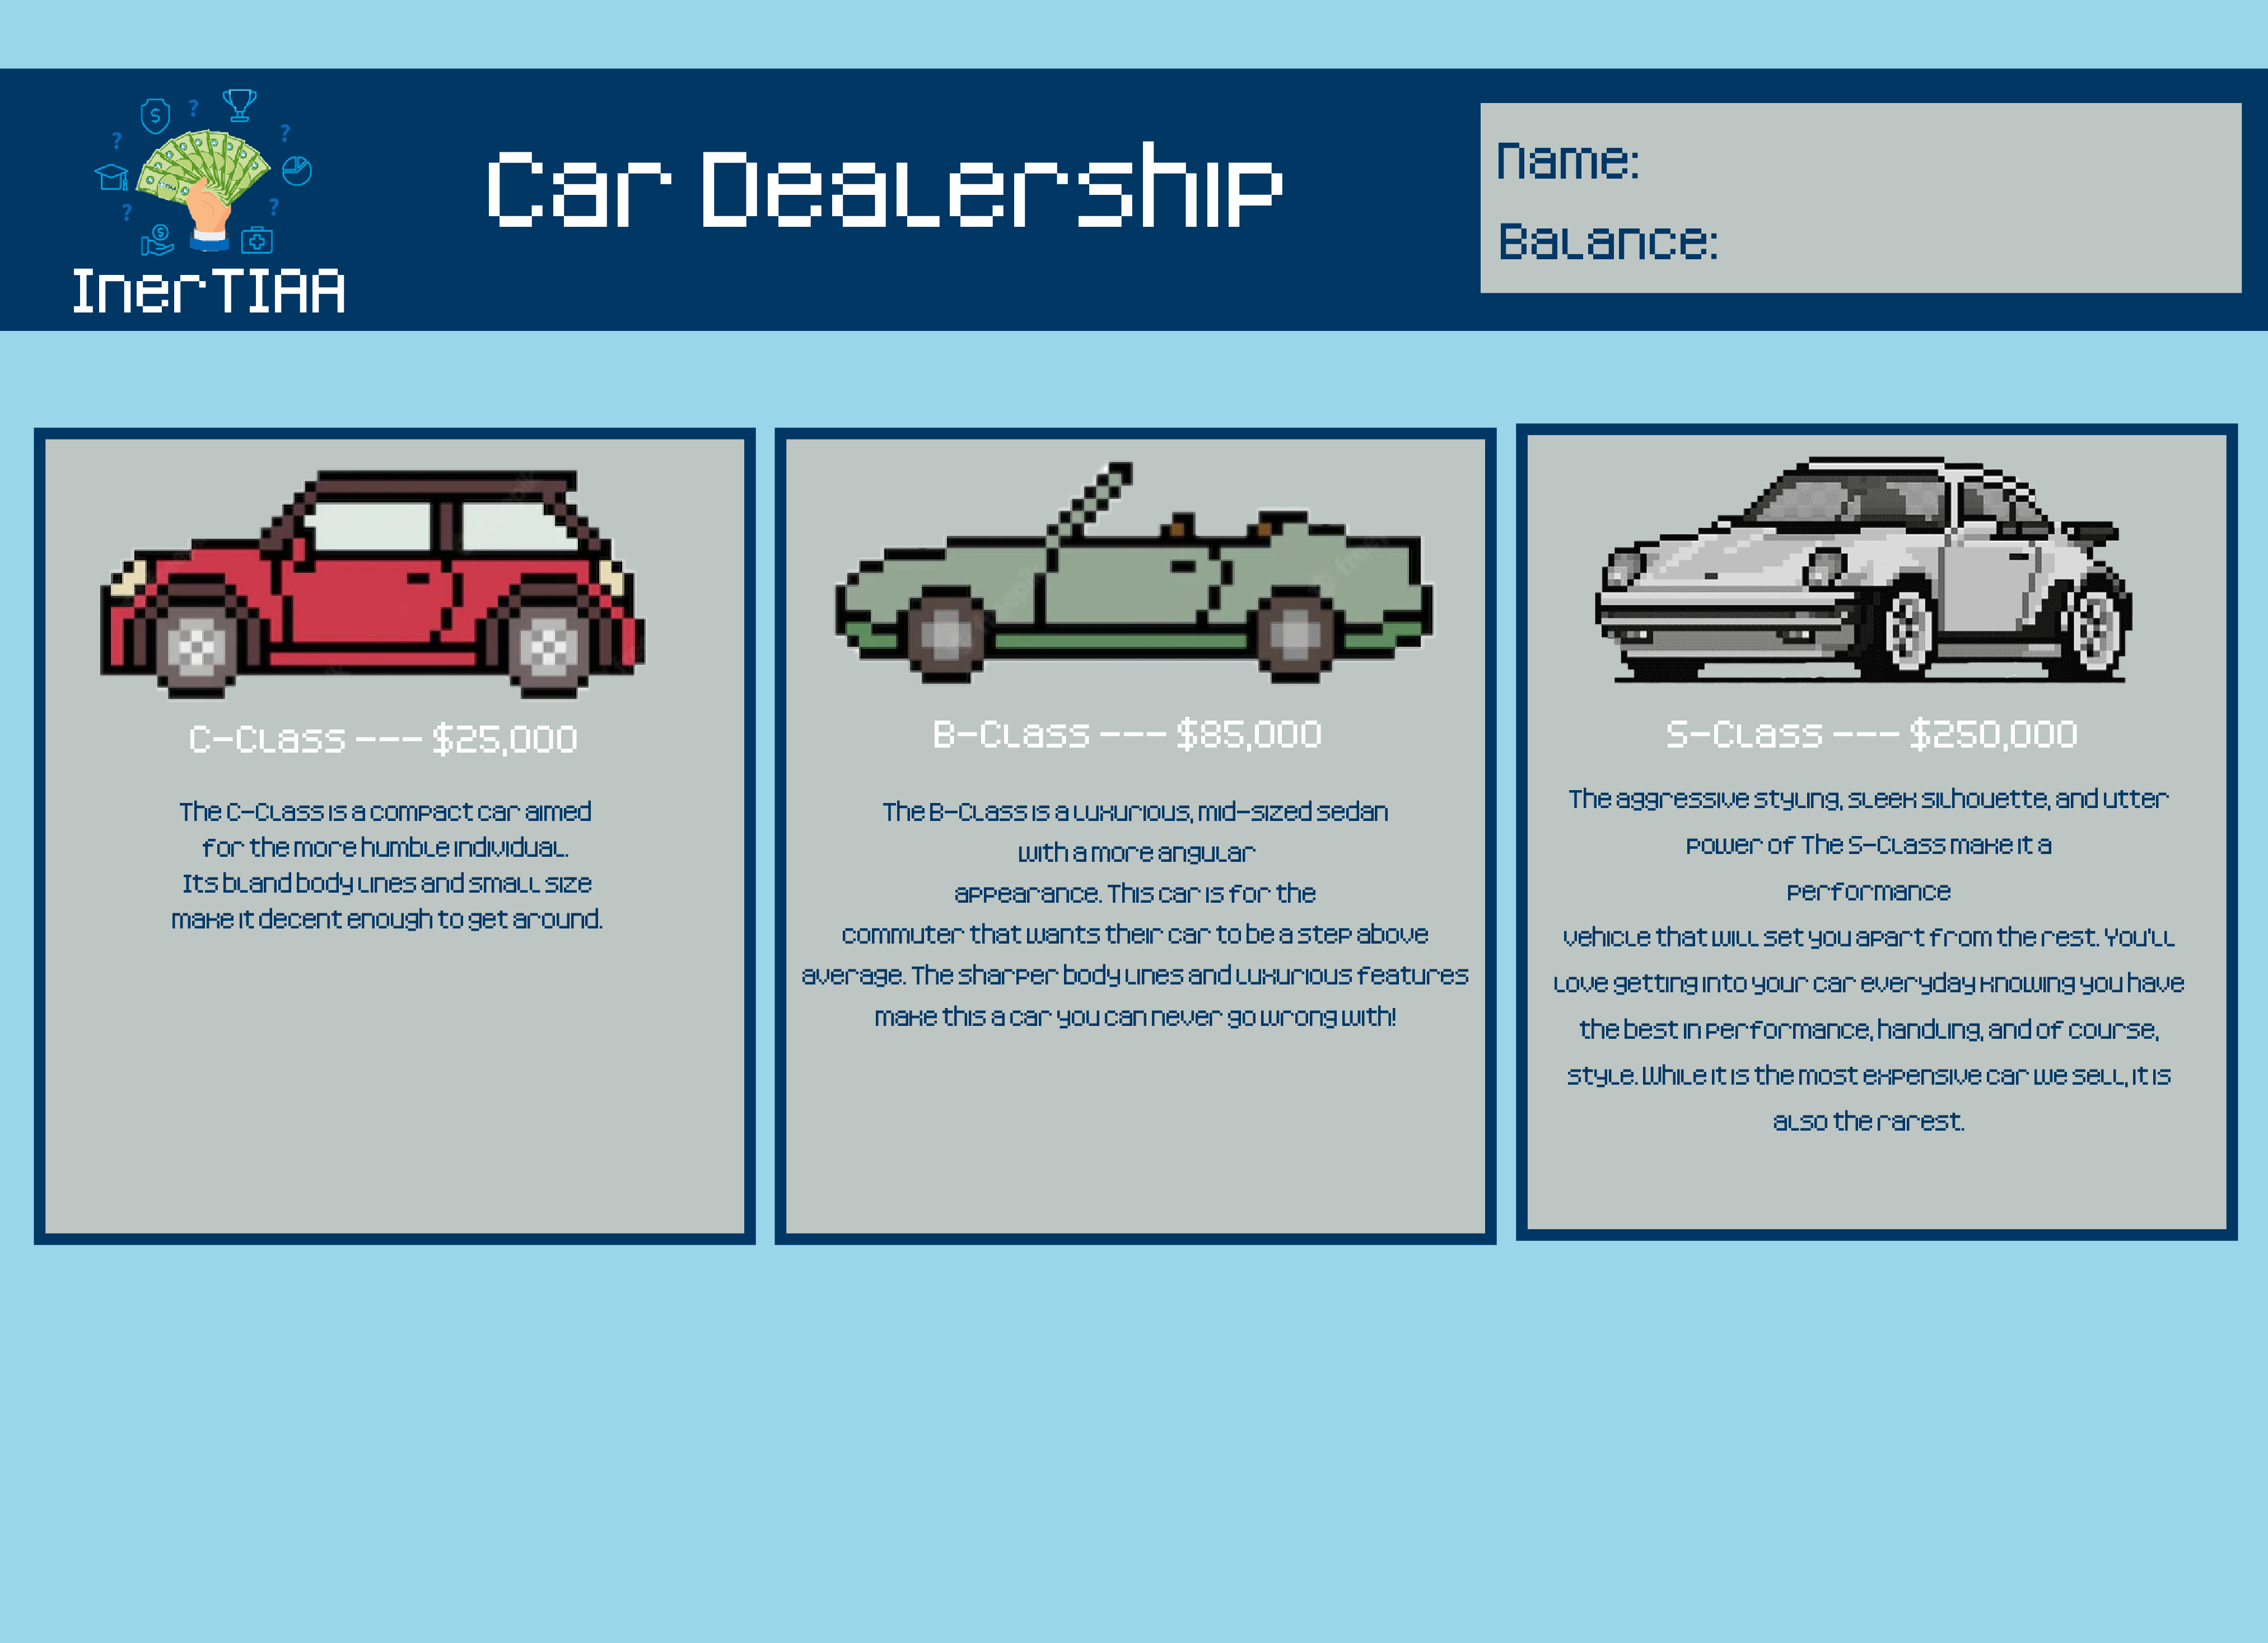 InerTIAA
Car Dealership
Name:
Balance:
C-Class --- $25,000
The C-Class is a compact car aimed
for the more humble individual.
Its bland body lines and small size
make it decent enough to get around.
B-Class --- $85,000
The B-Class is a luxurious, mid-sized sedan
with a more angular
appearance. This car is for the
commuter that wants their car to be a step above
average. The sharper body lines and luxurious features
make this a car you can never go wrong with!
S-Class --- $250,000
The aggressive styling, sleek silhouette, and utter
power of The S-Class make it a
performance
vehicle that will set you apart from the rest. You'll
love getting into your car everyday knowing you have
the best in performance, handling, and of course,
style. While it is the most expensive car we sell, it is
also the rarest.